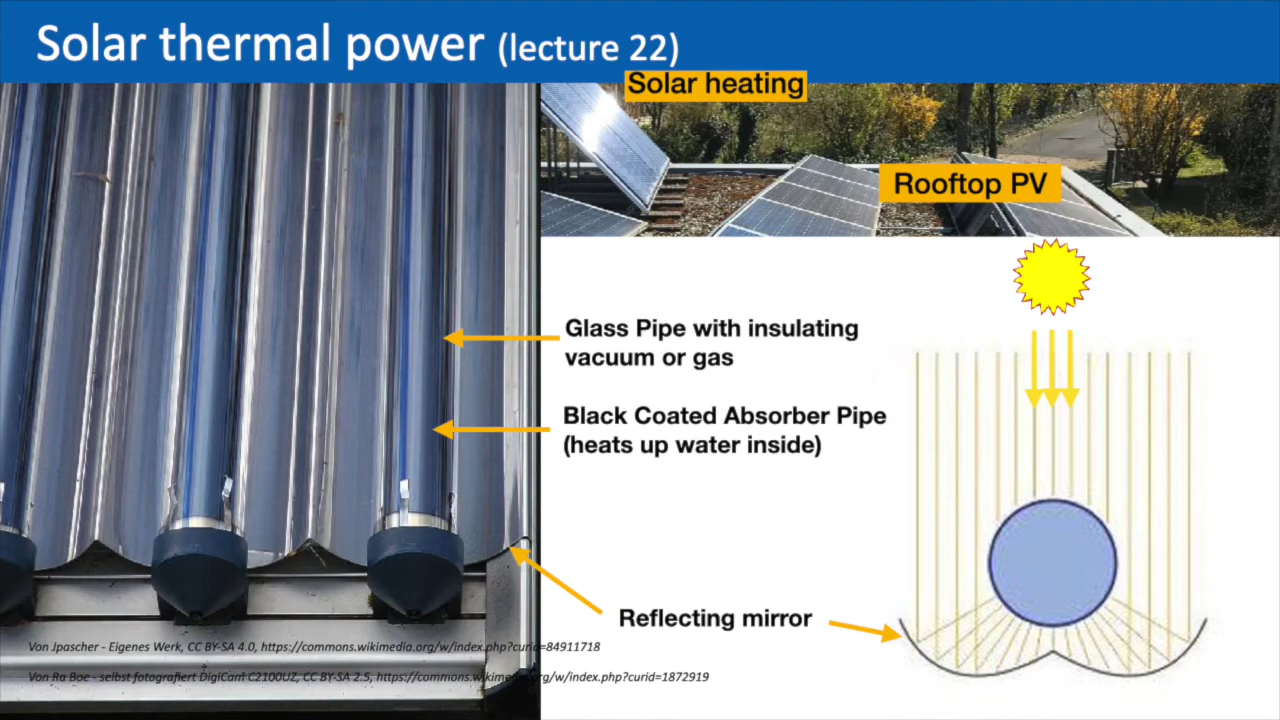 Solar thermal power (lecture 22)
Solar heating
Rooftop PV
Glass Pipe with insulating
vacuum or gas
Black Coated Absorber Pipe
(heats up water inside)
Reflecting mirror
Von Jpascher - Eigenes Werk, CC BY-SA 4.0, https://commons.wikimedia.org/w/index.php?curid=84911718
Von Ra Boe - selbst fotografiert DigiCam C2100UZ, CC BY-SA 2.5, https://commons.wikimedia.org/w/index.php?curid=1872919